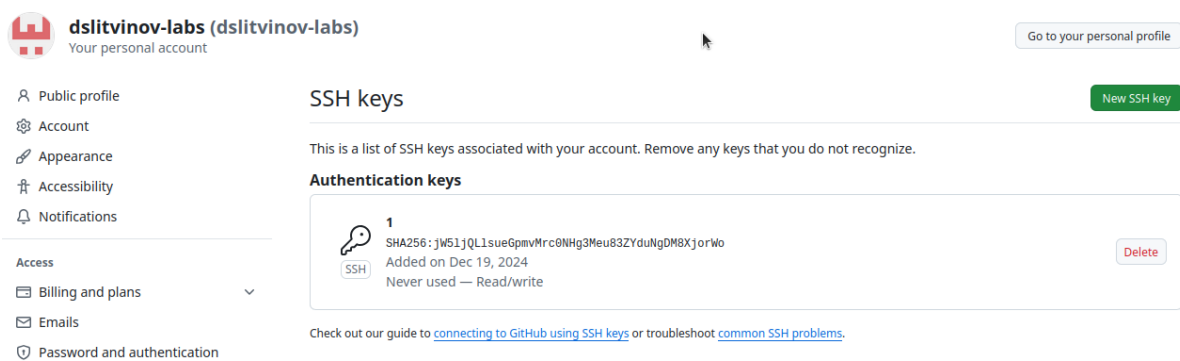 dslitvinov-labs (dslitvinov-labs)
Your personal account
Go to your personal profile
Public profile
Account
Appearance
Accessibility
Notifications
Access
Billing and plans
Emails
Password and authentication
SSH keys
New SSH key
This is a list of SSH keys associated with your account. Remove any keys that you do not recognize.
Authentication keys
1
SHA256:jW5ljQLlsueGpmvMrc0NHg3Meu83ZYduNgDM8XjorWo
SSH
Added on Dec 19, 2024
Never used — Read/write
Delete
Check out our guide to connecting to GitHub using SSH keys or troubleshoot common SSH problems.